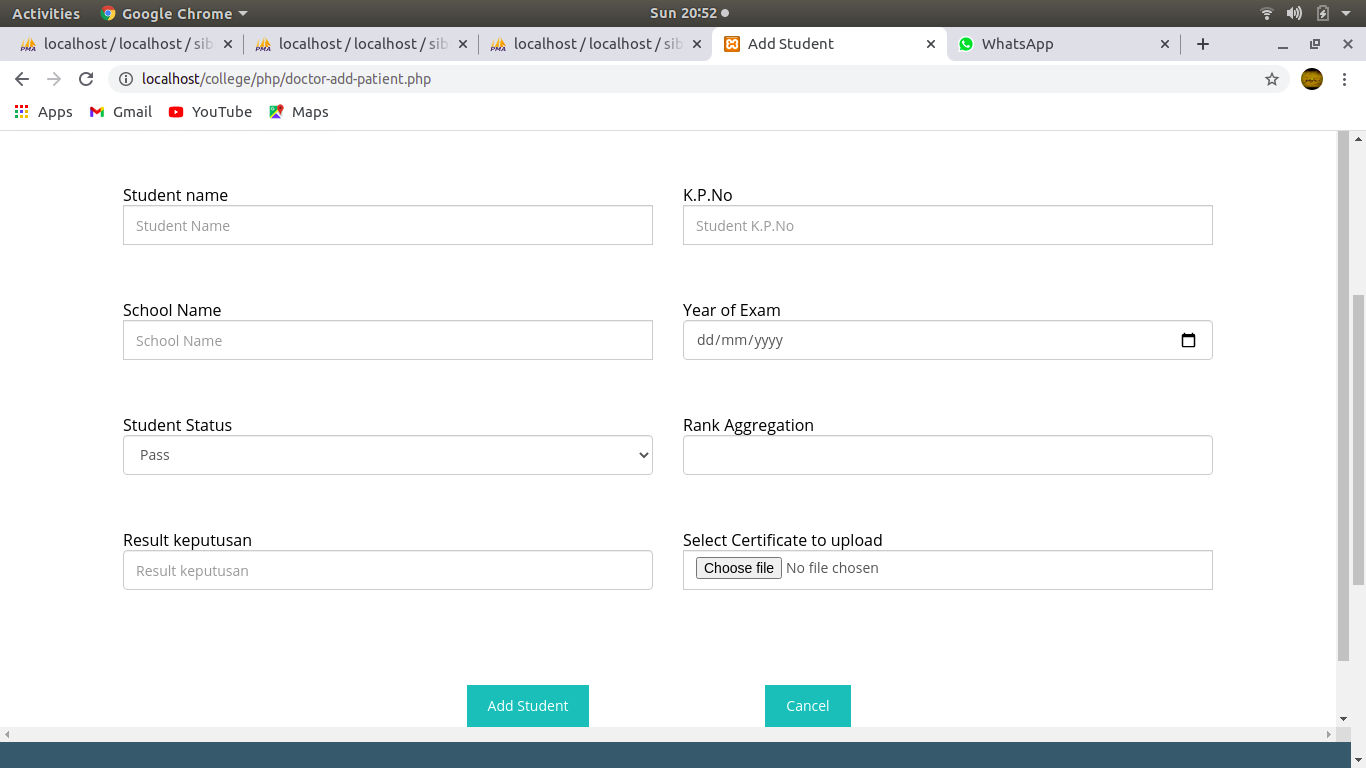 Activities Google Chrome Sun 20:52
localhost / localhost / sib localhost / localhost / sib localhost / localhost / sib Add Student WhatsApp
localhost/college/php/doctor-add-patient.php
Apps Gmail YouTube Maps
Student name K.P.No
Student Name Student K.P.No
School Name Year of Exam
School Name dd/mm/yyyy
Student Status Rank Aggregation
Pass
Result keputusan Select Certificate to upload
Result keputusan Choose file No file chosen
Add Student Cancel